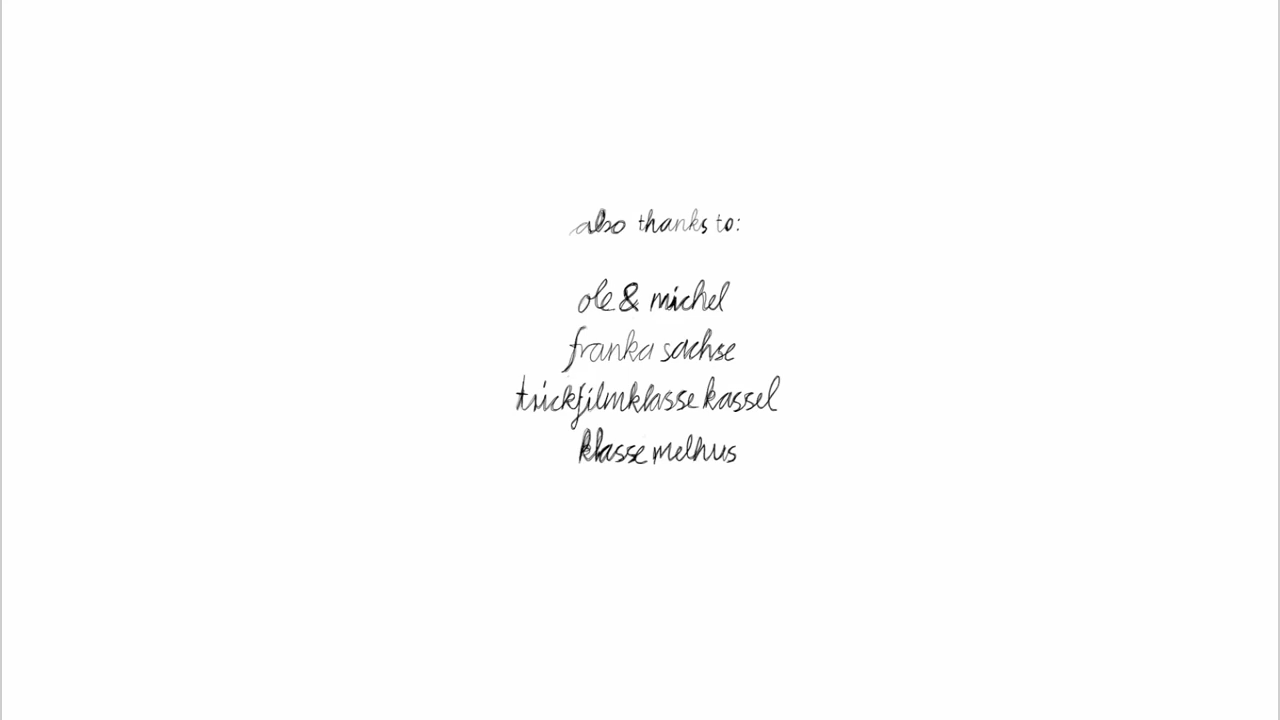 also thanks to:
ole & michel
franka sachse
trickfilmklasse kassel
klasse melhus